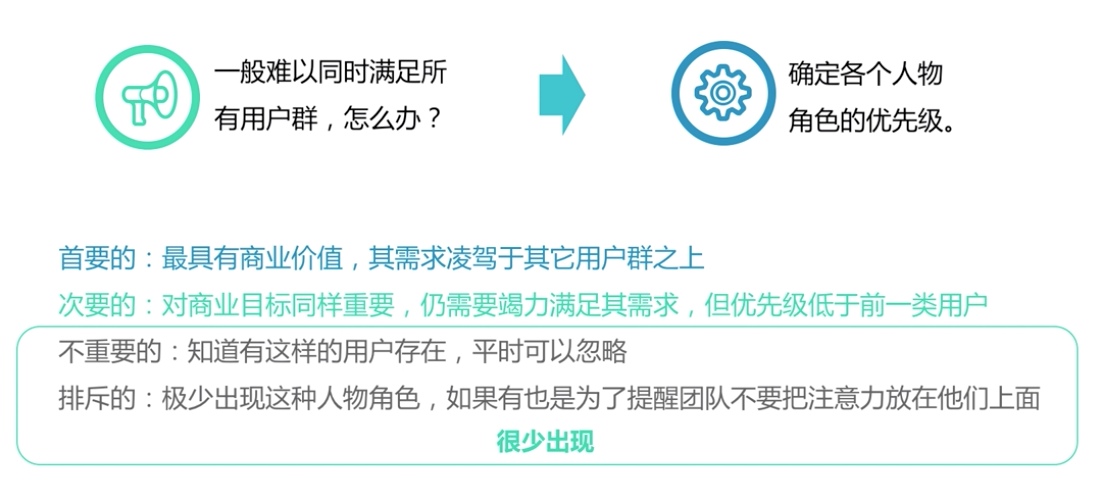 一般难以同时满足所
有用户群，怎么办？
确定各个人物
角色的优先级。
首要的：最具有商业价值，其需求凌驾于其它用户群之上
次要的：对商业目标同样重要，仍需要竭力满足其需求，但优先级低于前一类用户
不重要的：知道有这样的用户存在，平时可以忽略
排斥的：极少出现这种人物角色，如果有也是为了提醒团队不要把注意力放在他们上面
很少出现